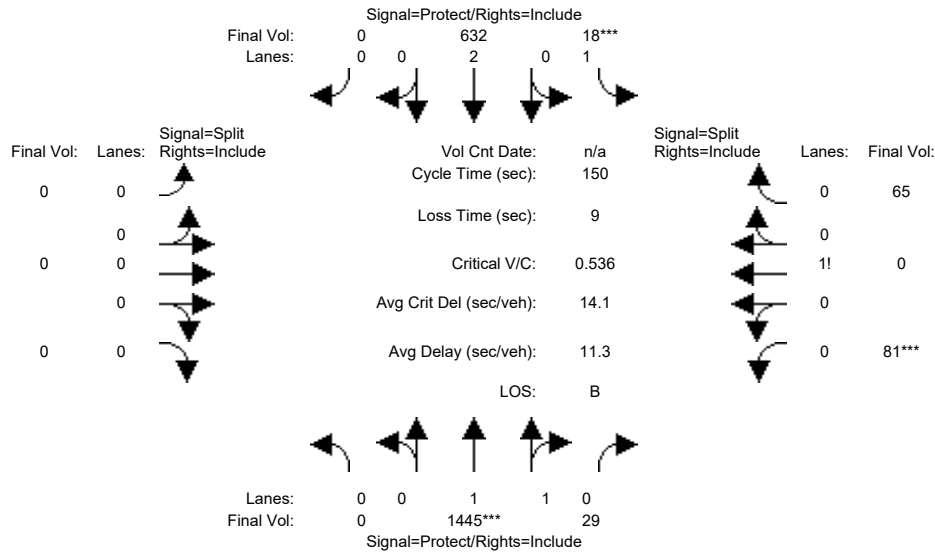 Signal=Protect/Rights=Include
Final Vol: 0 632 18***
Lanes: 0 0 2 0 1
Signal=Split
Final Vol: Lanes: Rights=Include
Vol Cnt Date: n/a
Signal=Split
Rights=Include Lanes: Final Vol:
Cycle Time (sec): 150
0 0
0 65
Loss Time (sec): 9
0
0
0 0
Critical V/C: 0.536
1! 0
0
Avg Crit Del (sec/veh): 14.1
0
0 0
Avg Delay (sec/veh): 11.3
0 81***
LOS: B
Lanes: 0 0 1 1 0
Final Vol: 0 1445*** 29
Signal=Protect/Rights=Include